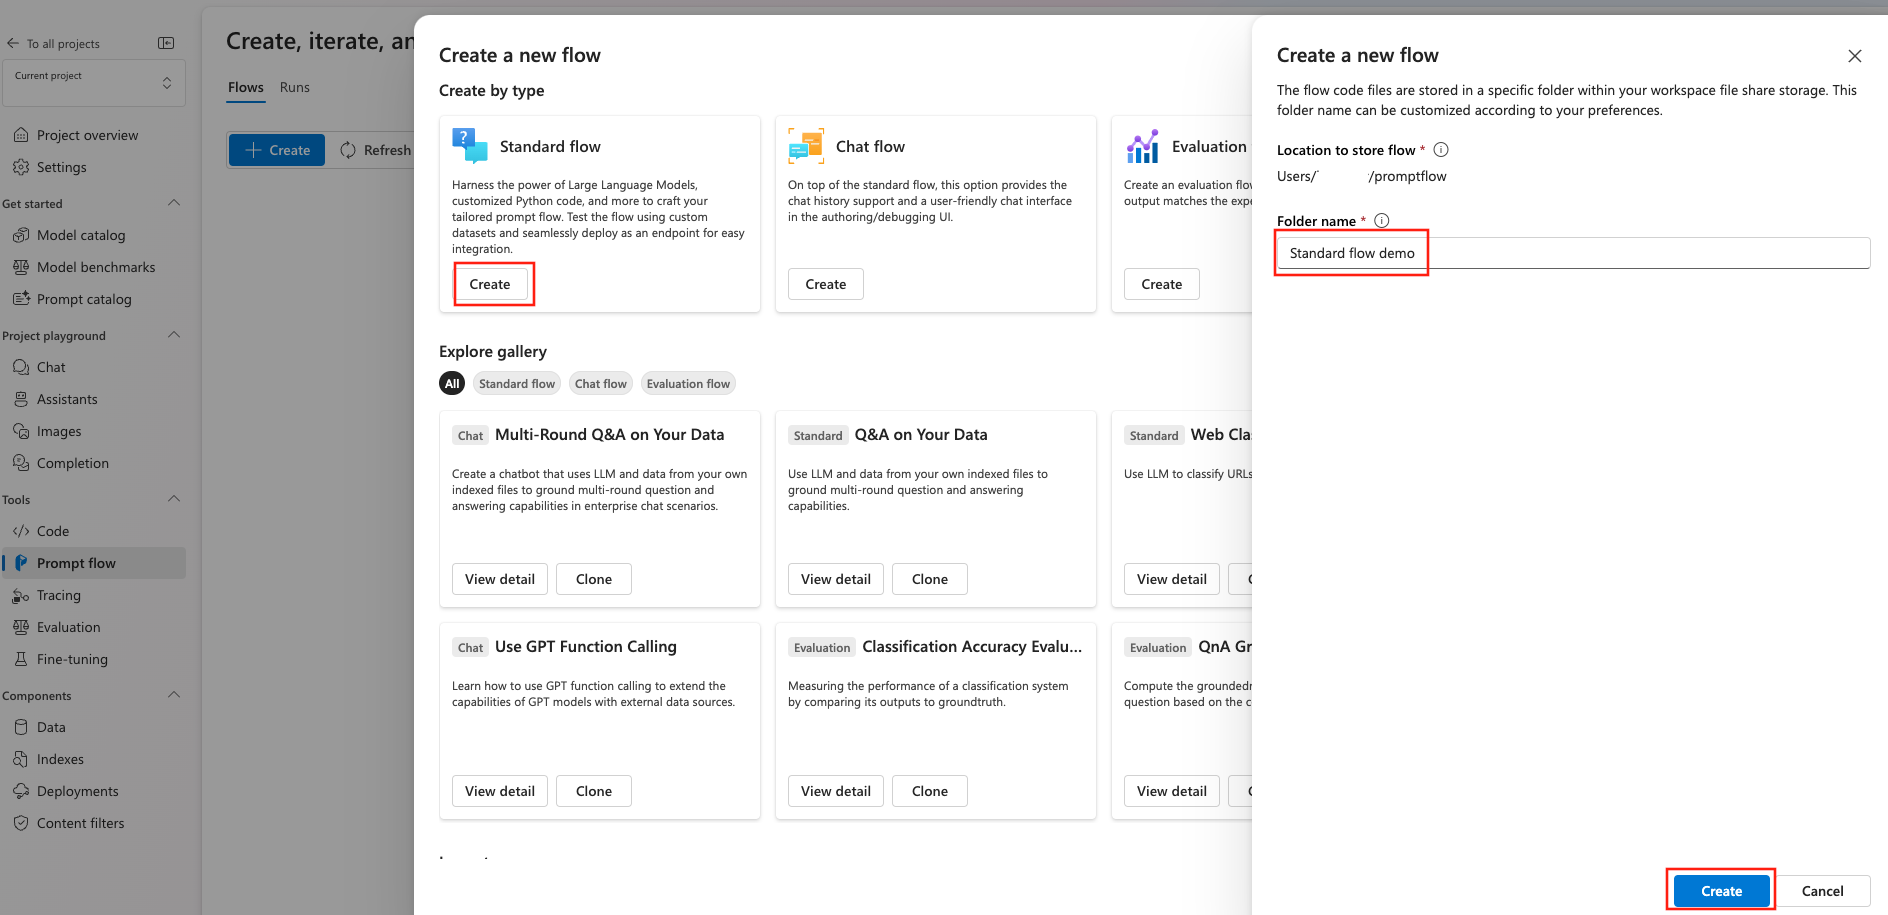 To all projects
Current project
Project overview
Settings
Get started
Model catalog
Model benchmarks
Prompt catalog
Project playground
Chat
Assistants
Images
Completion
Tools
Code
Prompt flow
Tracing
Evaluation
Fine-tuning
Components
Data
Indexes
Deployments
Content filters
Create, iterate, an
Flows
Runs
Create
Refresh
Create a new flow
Create by type
Standard flow
Harness the power of Large Language Models,
customized Python code, and more to craft your
tailored prompt flow. Test the flow using custom
datasets and seamlessly deploy as an endpoint for easy
integration.
Create
Chat flow
On top of the standard flow, this option provides the
chat history support and a user-friendly chat interface
in the authoring/debugging UI.
Create
Evaluation
Create an evaluation flow
output matches the expe
Create
Explore gallery
All
Standard flow
Chat flow
Evaluation flow
Chat Multi-Round Q&A on Your Data
Create a chatbot that uses LLM and data from your own
indexed files to ground multi-round question and
answering capabilities in enterprise chat scenarios.
View detail
Clone
Standard Q&A on Your Data
Use LLM and data from your own indexed files to
ground multi-round question and answering
capabilities.
View detail
Clone
Standard Web Clas
Use LLM to classify URLs
View detail
Chat Use GPT Function Calling
Learn how to use GPT function calling to extend the
capabilities of GPT models with external data sources.
View detail
Clone
Evaluation Classification Accuracy Evalu...
Measuring the performance of a classification system
by comparing its outputs to groundtruth.
View detail
Clone
Evaluation QnA Gr
Compute the groundedn
question based on the c
View detail
Create a new flow
The flow code files are stored in a specific folder within your workspace file share storage. This
folder name can be customized according to your preferences.
Location to store flow *
Users/ /promptflow
Folder name *
Standard flow demo
Create
Cancel